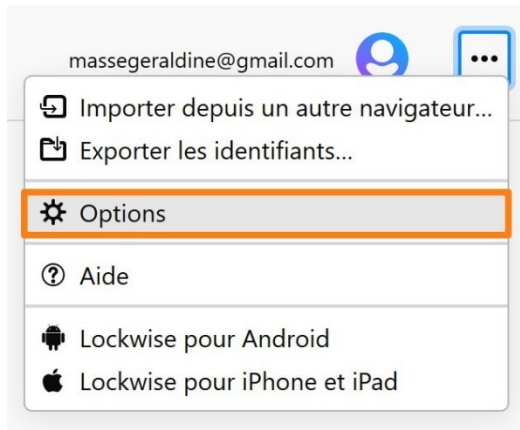 massegeraldine@gmail.com
Importer depuis un autre navigateur...
Exporter les identifiants...
Options
Aide
Lockwise pour Android
Lockwise pour iPhone et iPad